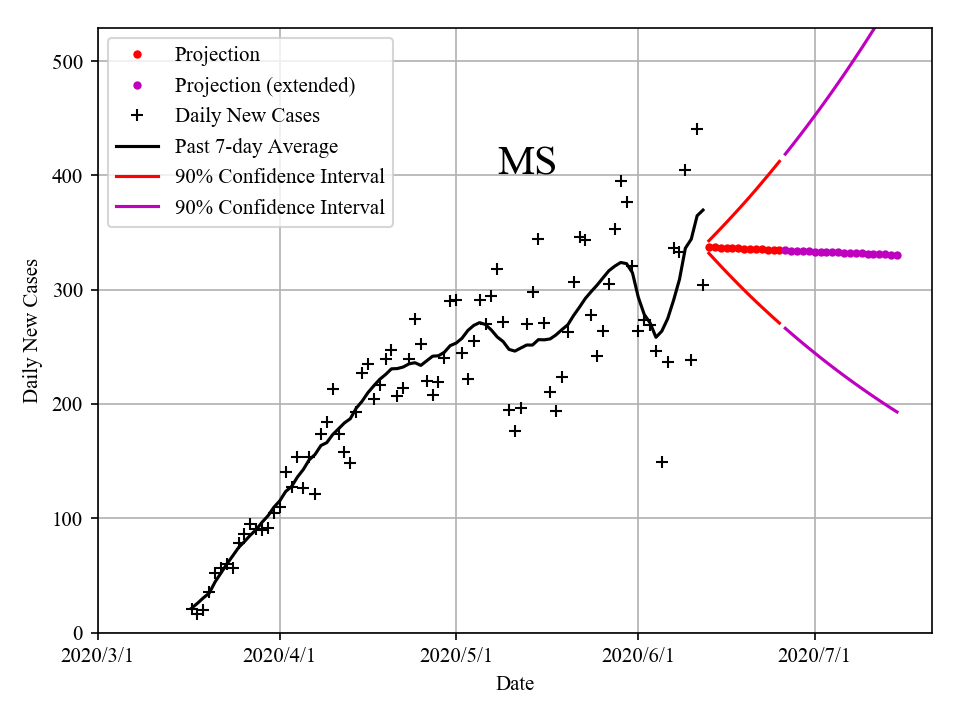 Projection
Projection (extended)
Daily New Cases
Past 7-day Average
90% Confidence Interval
90% Confidence Interval
MS
Daily New Cases
500
400
300
200
100
0
2020/3/1 2020/4/1 2020/5/1 2020/6/1 2020/7/1
Date